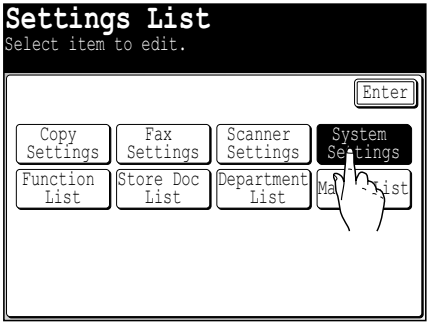 Settings List
Select item to edit.
Enter
Copy Settings
Fax Settings
Scanner Settings
System Settings
Function List
Store Doc List
Department List
List